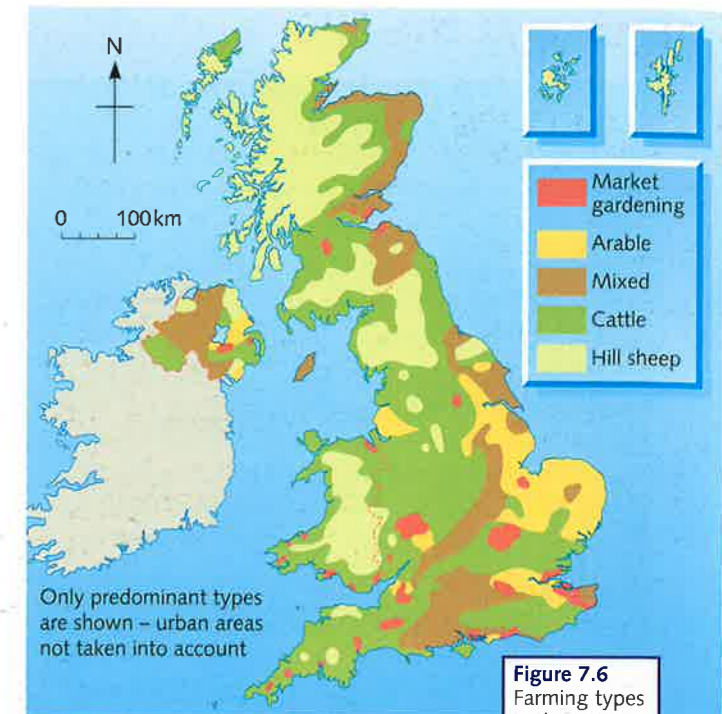 N
0 100km
Market
gardening
Arable
Mixed
Cattle
Hill sheep
Only predominant types
are shown – urban areas
not taken into account
Figure 7.6
Farming types